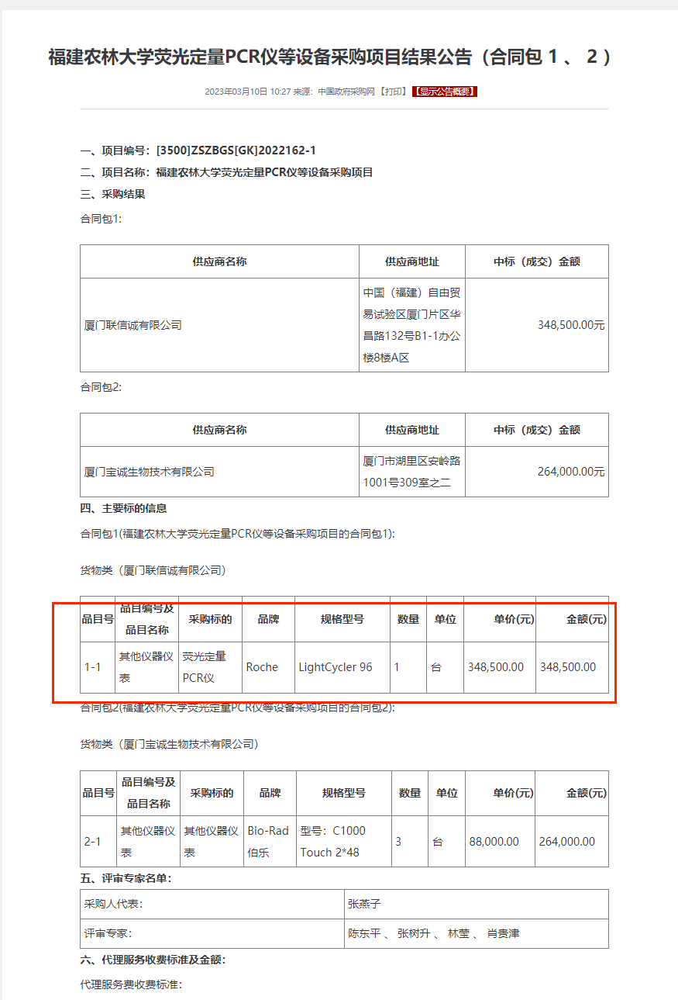 福建农林大学荧光定量PCR仪等设备采购项目结果公告（合同包 1 、 2 ）
2023年03月10日 10:27 来源：中国政府采购网 【打印】 【显示公告概要】
一、项目编号：[3500]ZSZBGS[GK]2022162-1
二、项目名称：福建农林大学荧光定量PCR仪等设备采购项目
三、采购结果
合同包1:
供应商名称 供应商地址 中标（成交）金额
厦门联信诚有限公司 中国（福建）自由贸 348,500.00元
易试验区厦门片区华
昌路132号B1-1办公
楼8楼A区
合同包2:
供应商名称 供应商地址 中标（成交）金额
厦门宝诚生物技术有限公司 厦门市湖里区安岭路 264,000.00元
1001号309室之二
四、主要标的信息
合同包1(福建农林大学荧光定量PCR仪等设备采购项目的合同包1):
货物类（厦门联信诚有限公司）
品目号 品目编号及 采购标的 品牌 规格型号 数量 单位 单价(元) 金额(元)
品目名称
1-1 其他仪器仪 荧光定量 Roche LightCycler 96 1 台 348,500.00 348,500.00
表 PCR仪
合同包2(福建农林大学荧光定量PCR仪等设备采购项目的合同包2):
货物类（厦门宝诚生物技术有限公司）
品目号 品目编号及 采购标的 品牌 规格型号 数量 单位 单价(元) 金额(元)
品目名称
2-1 其他仪器仪 其他仪器仪 Bio-Rad 型号：C1000 3 台 88,000.00 264,000.00
表 表 伯乐 Touch 2*48
五、评审专家名单：
采购人代表： 张燕子
评审专家： 陈东平 、 张树升 、 林莹 、 肖贵津
六、代理服务收费标准及金额：
代理服务费收费标准：